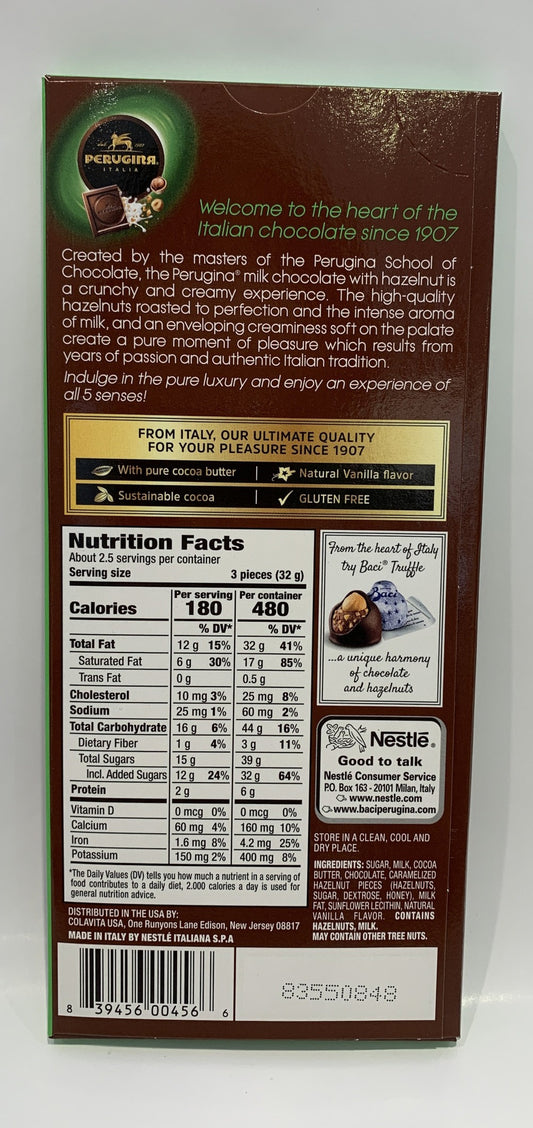 PERUGINA
ITALIA
Welcome to the heart of the
Italian chocolate since 1907
Created by the masters of the Perugina School of
Chocolate, the Perugina® milk chocolate with hazelnut is
a crunchy and creamy experience. The high-quality
hazelnuts roasted to perfection and the intense aroma
of milk, and an enveloping creaminess soft on the palate
create a pure moment of pleasure which results from
years of passion and authentic Italian tradition.
Indulge in the pure luxury and enjoy an experience of
all 5 senses!
FROM ITALY, OUR ULTIMATE QUALITY
FOR YOUR PLEASURE SINCE 1907
With pure cocoa butter | Natural Vanilla flavor
Sustainable cocoa | GLUTEN FREE
Nutrition Facts
About 2.5 servings per container
Serving size 3 pieces (32 g)
Per serving Per container
Calories 180 480
% DV* % DV*
Total Fat 12 g 15% 32 g 41%
Saturated Fat 6 g 30% 17 g 85%
Trans Fat 0 g 0.5 g
Cholesterol 10 mg 3% 25 mg 8%
Sodium 25 mg 1% 60 mg 2%
Total Carbohydrate 16 g 6% 44 g 16%
Dietary Fiber 1 g 4% 3 g 11%
Total Sugars 15 g 39 g
Incl. Added Sugars 12 g 24% 32 g 64%
Protein 2 g 6 g
Vitamin D 0 mcg 0% 0 mcg 0%
Calcium 60 mg 4% 160 mg 10%
Iron 1.6 mg 8% 4.2 mg 25%
Potassium 150 mg 2% 400 mg 8%
*The Daily Values (DV) tells you how much a nutrient in a serving of
food contributes to a daily diet, 2.000 calories a day is used for
general nutrition advice.
DISTRIBUTED IN THE USA BY:
COLAVITA USA, One Runyons Lane Edison, New Jersey 08817
MADE IN ITALY BY NESTLÉ ITALIANA S.P.A
8 39456 00456 6
From the heart of Italy
try Baci® Truffle
Baci
...a unique harmony
of chocolate
and hazelnuts
Nestlé®
Good to talk
Nestlé Consumer Service
P.O. Box 163 - 20101 Milan, Italy
www.nestle.com
www.baciperugina.com
STORE IN A CLEAN, COOL AND
DRY PLACE.
INGREDIENTS: SUGAR, MILK, COCOA
BUTTER, CHOCOLATE, CARAMELIZED
HAZELNUT PIECES (HAZELNUTS,
SUGAR, DEXTROSE, HONEY), MILK
FAT, SUNFLOWER LECITHIN, NATURAL
VANILLA FLAVOR. CONTAINS
HAZELNUTS, MILK.
MAY CONTAIN OTHER TREE NUTS.
83550848